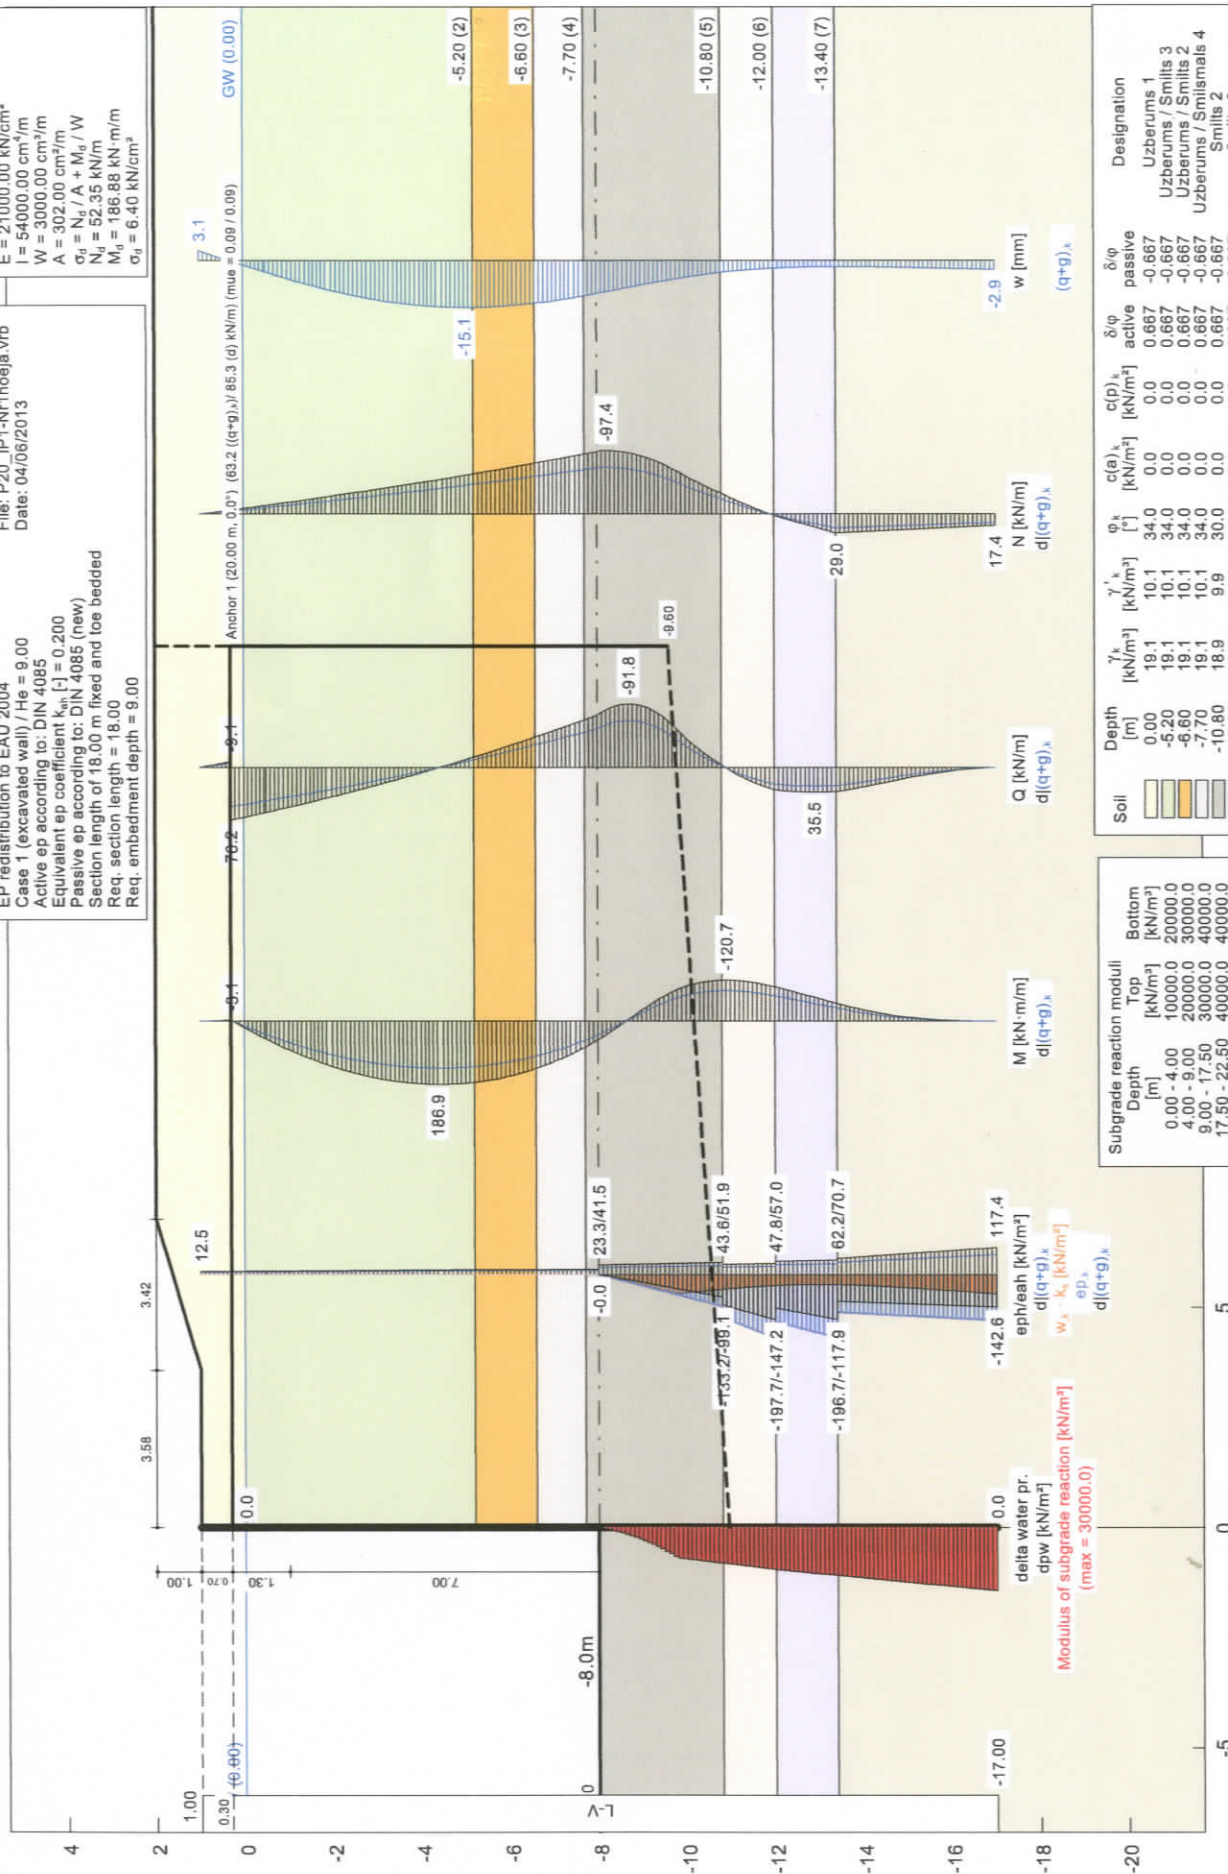 E = 21000.00 kN/cm²
I = 54000.00 cm⁴/m
W = 3000.00 cm³/m
A = 302.00 cm²/m
σd = Nd / A + Md / W
Nd = 52.35 kN/m
Md = 186.88 kN·m/m
σd = 6.40 kN/cm²
Date: 04/06/2013
EP redistribution to EAU 2004
Case 1 (excavated wall) / He = 9.00
Active ep according to: DIN 4085
Equivalent ep coefficient kah [-] = 0.200
Passive ep according to: DIN 4085 (new)
Section length of 18.00 m fixed and toe bedded
Req. section length = 18.00
Req. embedment depth = 9.00
4
2
0
-2
-4
-6
-8
-10
-12
-14
-16
-18
-20
-5
0
5
1.00
0.30
(0.00)
0
L-V
-17.00
-8.0m
1.00
0.70
1.30
7.00
3.58
3.42
0.0
0.0
delta water pr.
dpw [kN/m²]
Modulus of subgrade reaction [kN/m³]
(max = 30000.0)
12.5
-0.0
23.3/41.5
43.6/51.9
47.8/57.0
62.2/70.7
117.4
-133.2/-99.1
-197.7/-147.2
-196.7/-117.9
-142.6
eph/eah [kN/m²]
d|(q+g),k
w,k · ks [kN/m²]
ep,k
d|(q+g),k
186.9
-120.7
M [kN·m/m]
d|(q+g),k
76.2
-9.1
-91.8
35.5
Q [kN/m]
d|(q+g),k
-9.60
Anchor 1 (20.00 m, 0.0°) (63.2 ((q+g),k)/ 85.3 (d) kN/m) (mue = 0.09 / 0.09)
-97.4
29.0
17.4
N [kN/m]
d|(q+g),k
3.1
-15.1
-2.9
w [mm]
(q+g),k
GW (0.00)
-5.20 (2)
-6.60 (3)
-7.70 (4)
-10.80 (5)
-12.00 (6)
-13.40 (7)
Subgrade reaction moduli
Depth Top Bottom
[m] [kN/m³] [kN/m³]
0.00 - 4.00 10000.0 20000.0
4.00 - 9.00 20000.0 30000.0
9.00 - 17.50 30000.0 40000.0
17.50 - 22.50 40000.0 40000.0
Soil Depth γk γ'k φk c(a)k c(p)k δ/φ δ/φ Designation
[m] [kN/m³] [kN/m³] [°] [kN/m²] [kN/m²] active passive
0.00 19.1 10.1 34.0 0.0 0.0 0.667 -0.667 Uzberums 1
-5.20 19.1 10.1 34.0 0.0 0.0 0.667 -0.667 Uzberums / Smilts 3
-6.60 19.1 10.1 34.0 0.0 0.0 0.667 -0.667 Uzberums / Smilts 2
-7.70 19.1 10.1 34.0 0.0 0.0 0.667 -0.667 Uzberums / Smilsmals 4
-10.80 18.9 9.9 30.0 0.0 0.0 0.667 -0.667 Smilts 2